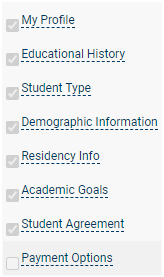 My Profile
Educational History
Student Type
Demographic Information
Residency Info
Academic Goals
Student Agreement
Payment Options